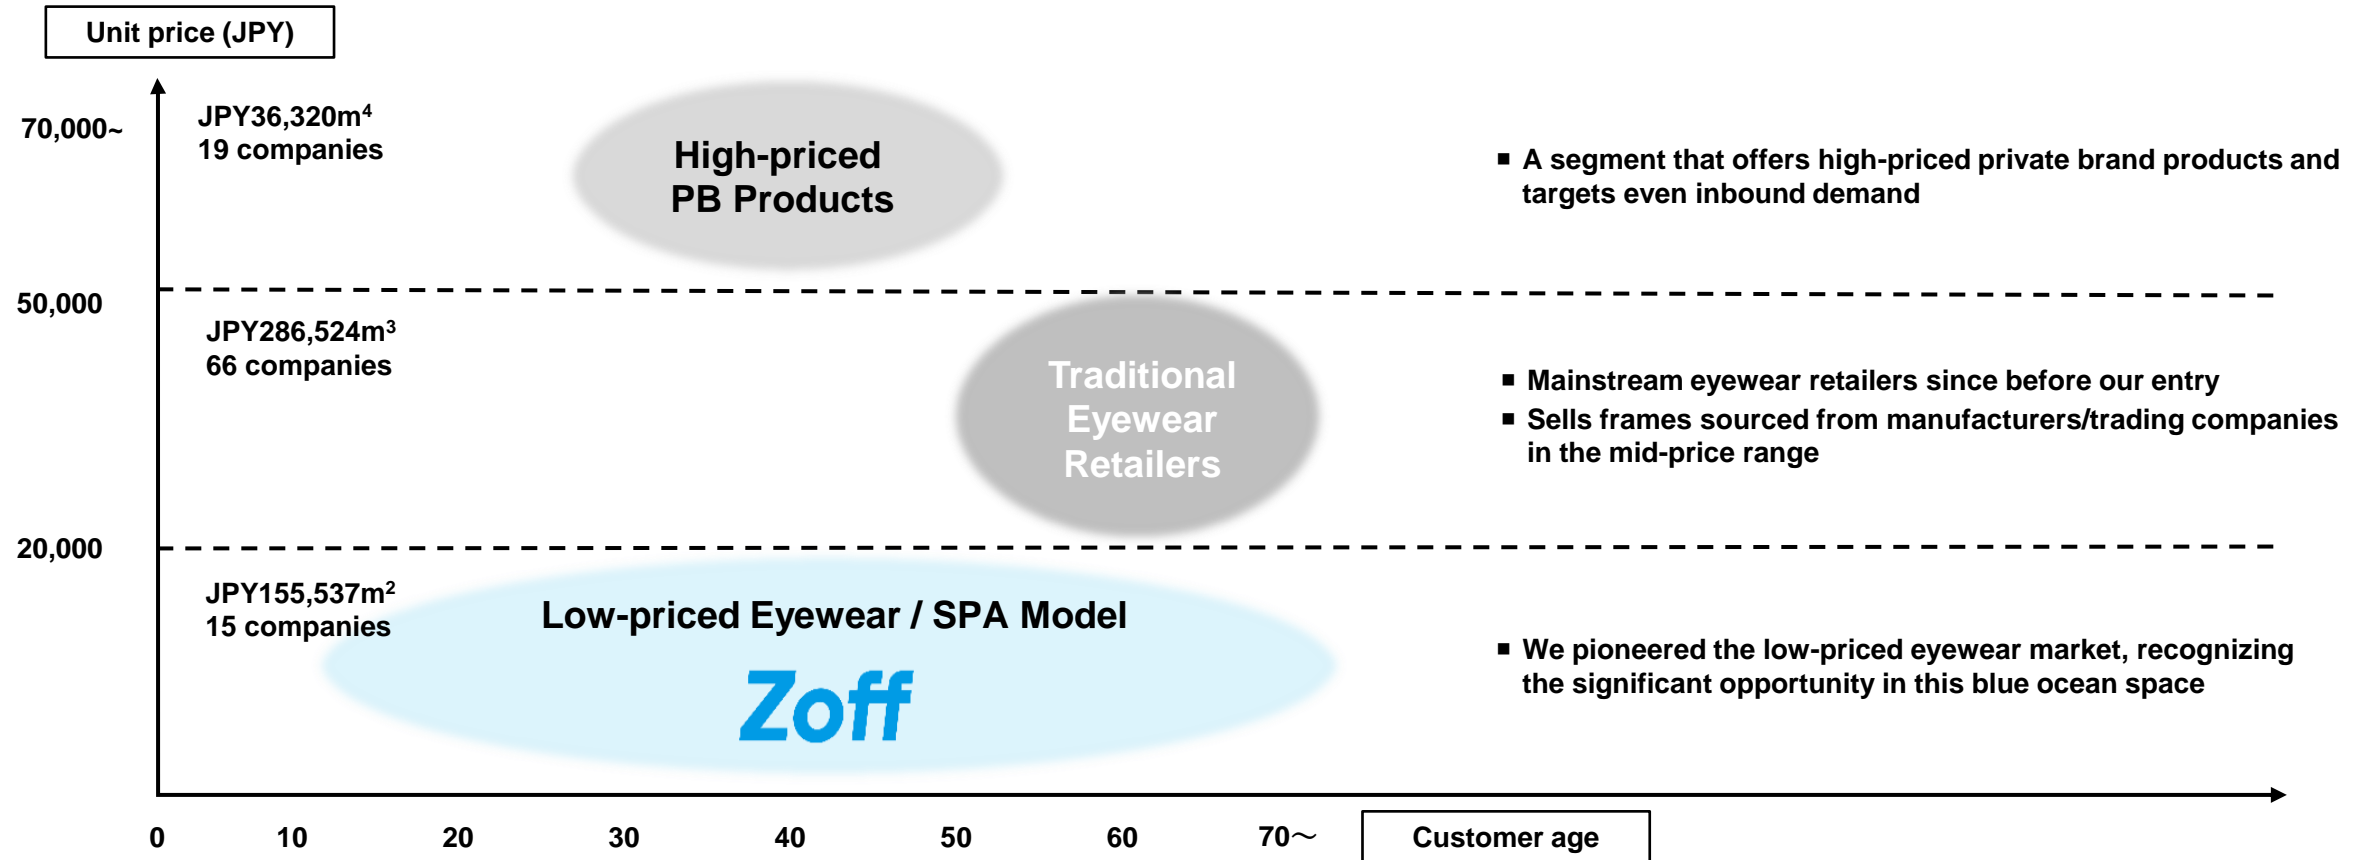 Unit price (JPY)
70,000~
JPY36,320m4
19 companies
High-priced
PB Products
■ A segment that offers high-priced private brand products and
targets even inbound demand
50,000
JPY286,524m3
66 companies
Traditional
Eyewear
Retailers
■ Mainstream eyewear retailers since before our entry
■ Sells frames sourced from manufacturers/trading companies
in the mid-price range
20,000
JPY155,537m2
15 companies
Low-priced Eyewear / SPA Model
Zoff
■ We pioneered the low-priced eyewear market, recognizing
the significant opportunity in this blue ocean space
0 10 20 30 40 50 60 70～
Customer age